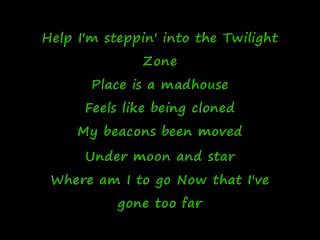 Help I'm steppin' into the Twilight
Zone
Place is a madhouse
Feels like being cloned
My beacons been moved
Under moon and star
Where am I to go Now that I've
gone too far